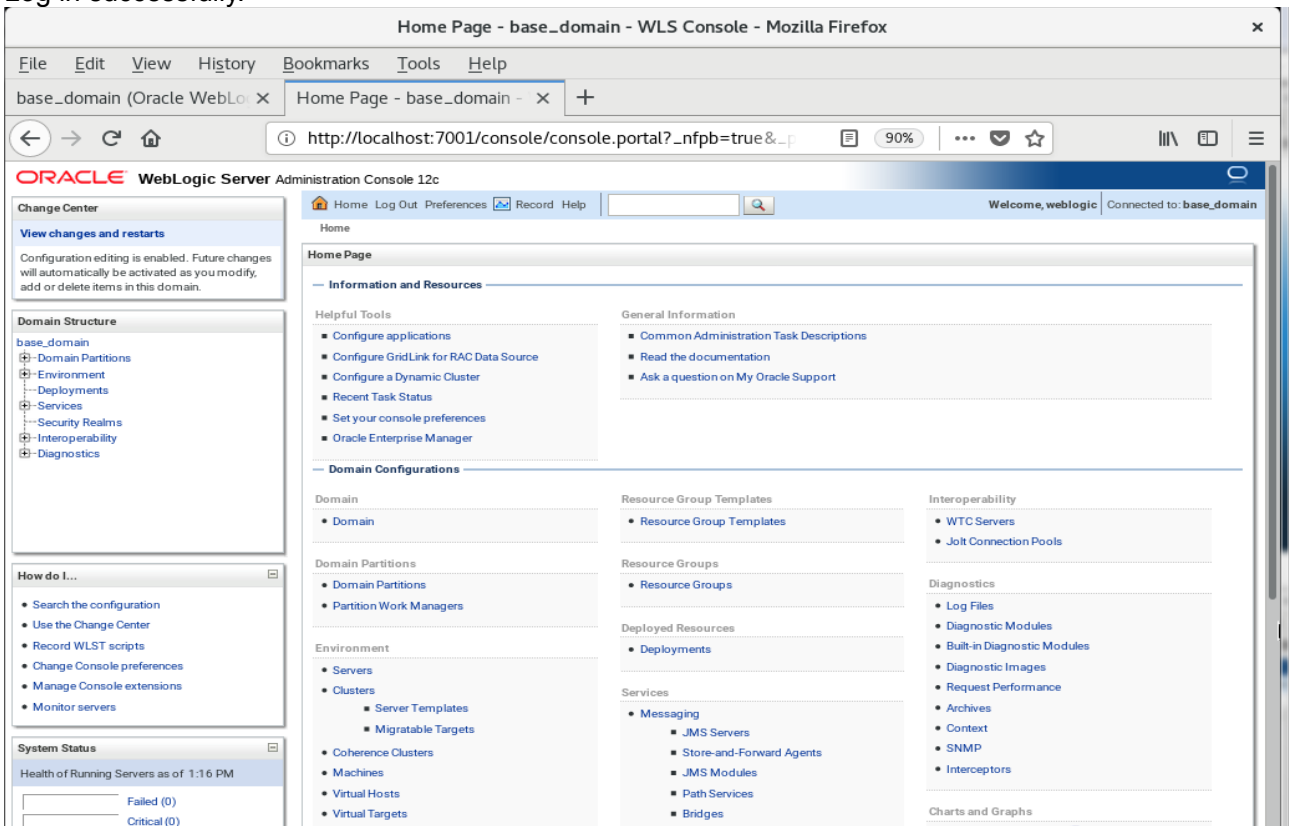 Log in successfully.
Home Page - base_domain - WLS Console - Mozilla Firefox ×
File Edit View History Bookmarks Tools Help
base_domain (Oracle WebLo × Home Page - base_domain - × +
http://localhost:7001/console/console.portal?_nfpb=true&_p 90%
ORACLE WebLogic Server Administration Console 12c
Change Center
View changes and restarts
Configuration editing is enabled. Future changes
will automatically be activated as you modify,
add or delete items in this domain.
Domain Structure
base_domain
Domain Partitions
Environment
Deployments
Services
Security Realms
Interoperability
Diagnostics
How do I...
Search the configuration
Use the Change Center
Record WLST scripts
Change Console preferences
Manage Console extensions
Monitor servers
System Status
Health of Running Servers as of 1:16 PM
Failed (0)
Critical (0)
Home Log Out Preferences Record Help
Welcome, weblogic Connected to: base_domain
Home
Home Page
Information and Resources
Helpful Tools
Configure applications
Configure GridLink for RAC Data Source
Configure a Dynamic Cluster
Recent Task Status
Set your console preferences
Oracle Enterprise Manager
General Information
Common Administration Task Descriptions
Read the documentation
Ask a question on My Oracle Support
Domain Configurations
Domain
Domain
Domain Partitions
Domain Partitions
Partition Work Managers
Environment
Servers
Clusters
Server Templates
Migratable Targets
Coherence Clusters
Machines
Virtual Hosts
Virtual Targets
Resource Group Templates
Resource Group Templates
Resource Groups
Resource Groups
Deployed Resources
Deployments
Services
Messaging
JMS Servers
Store-and-Forward Agents
JMS Modules
Path Services
Bridges
Interoperability
WTC Servers
Jolt Connection Pools
Diagnostics
Log Files
Diagnostic Modules
Built-in Diagnostic Modules
Diagnostic Images
Request Performance
Archives
Context
SNMP
Interceptors
Charts and Graphs